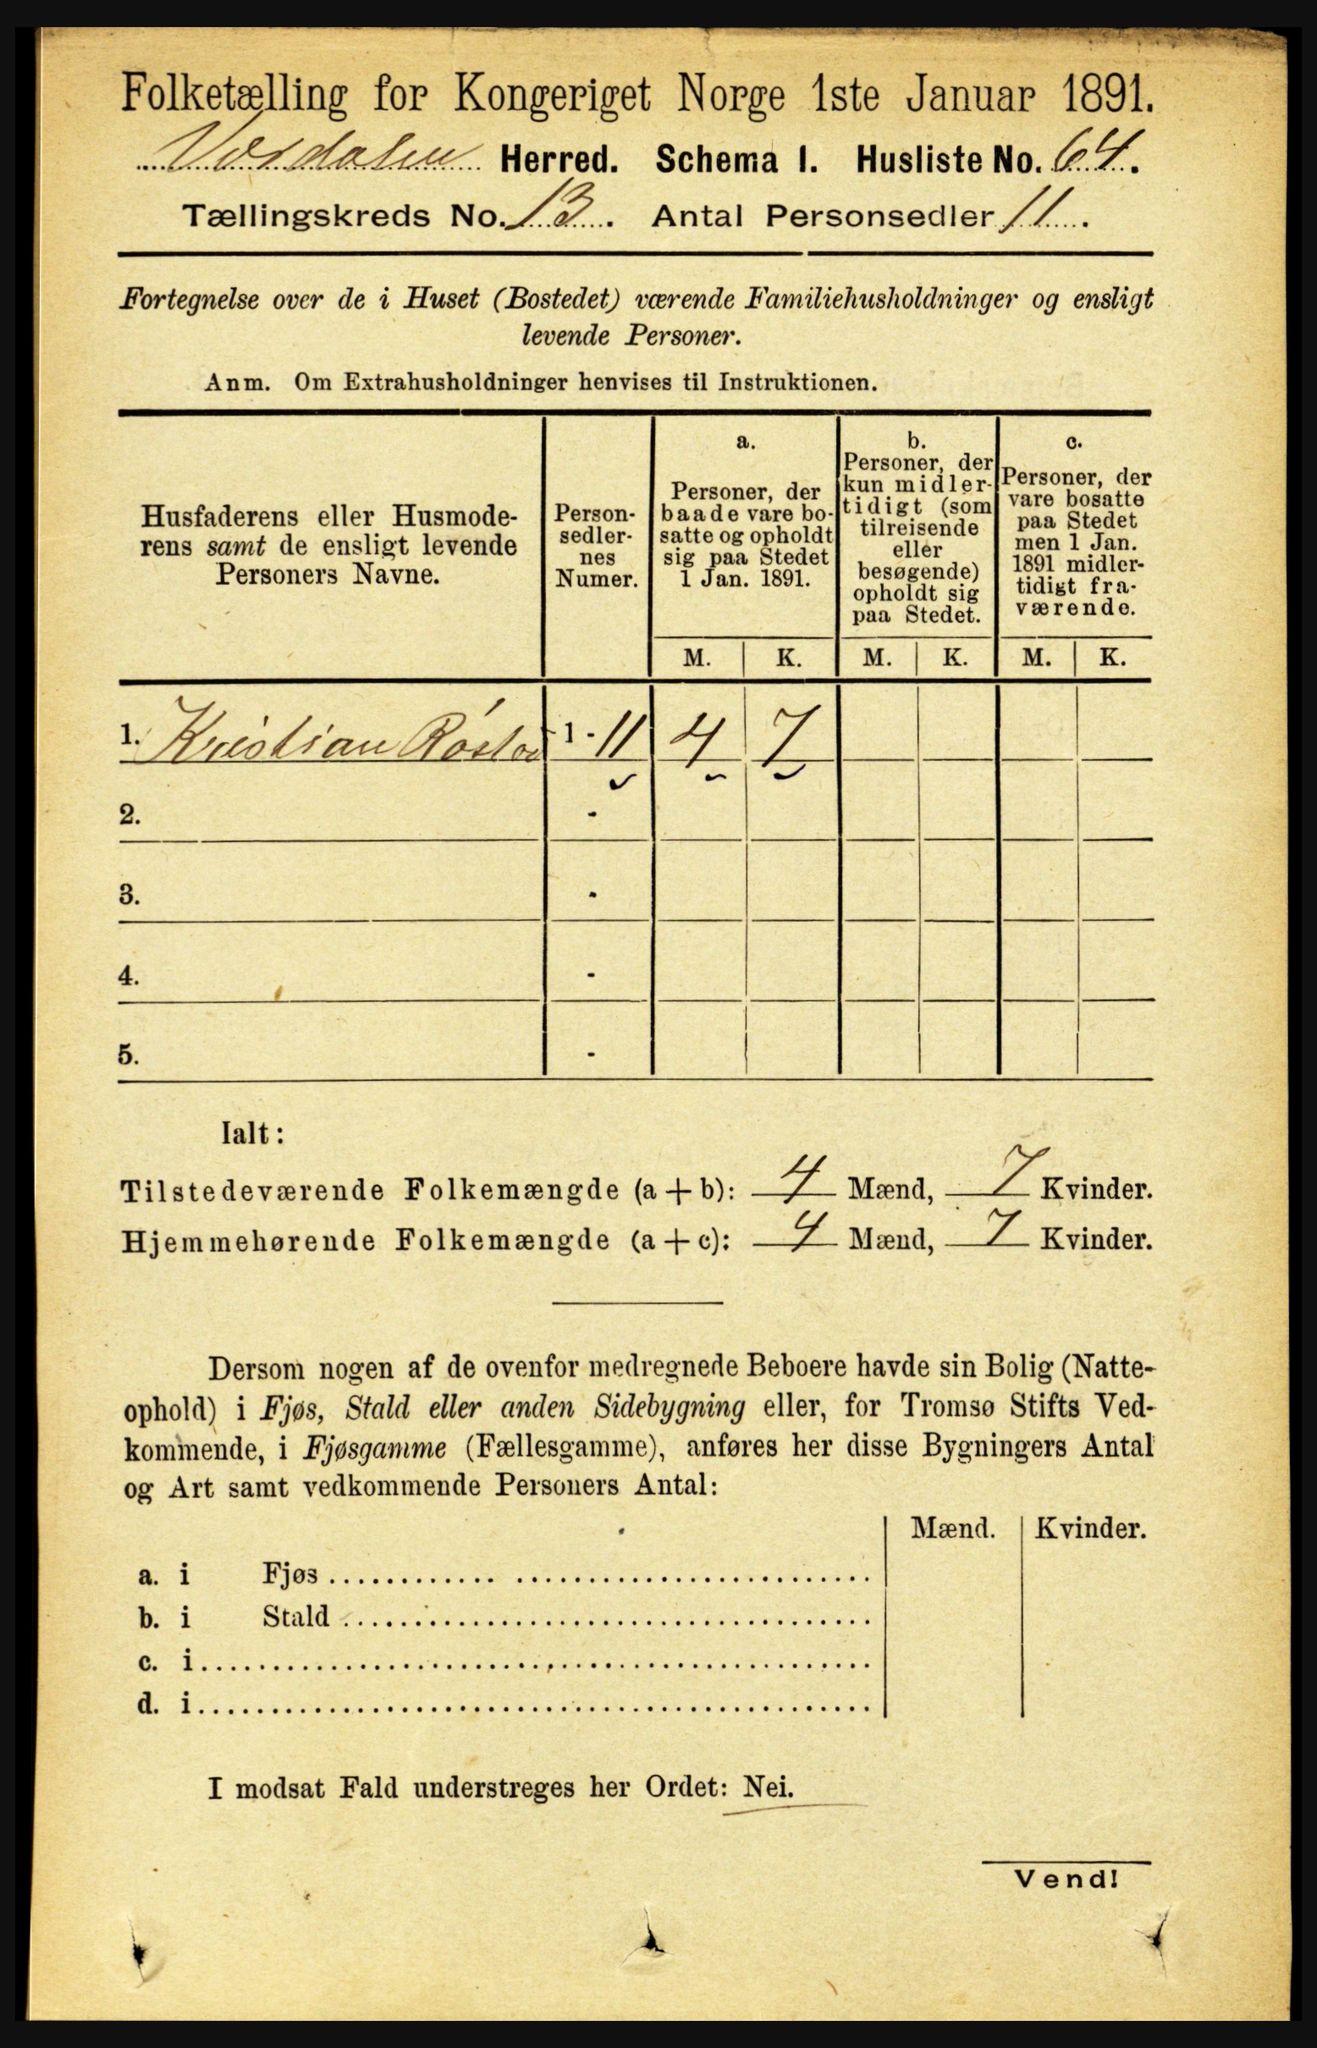 Folketælling for Kongeriget Norge 1ste Januar 1891.
Værdalen Herred. Schema 1. Husliste No. 64.
Tællingskreds No. 13. Antal Personsedler 11.
Fortegnelse over de i Huset (Bostedet) værende Familiehusholdninger og ensligt
levende Personer.
Anm. Om Extrahusholdninger henvises til Instruktionen.
Husfaderens eller Husmode-
rens samt de ensligt levende
Personers Navne.
Person-
sedler-
nes
Numer.
a.
Personer, der
baade vare bo-
satte og opholdt
sig paa Stedet
1 Jan. 1891.
b.
Personer, der
kun midler-
tidigt (som
tilreisende
eller
besøgende)
opholdt sig
paa Stedet.
c.
Personer, der
vare bosatte
paa Stedet
men 1 Jan.
1891 midler-
tidigt fra-
værende.
M. K. M. K. M. K.
1. Kristian 1 - 11 4 7
2. -
3. -
4. -
5. -
Ialt:
Tilstedeværende Folkemængde (a + b): 4 Mænd, 7 Kvinder.
Hjemmehørende Folkemængde (a + c): 4 Mænd, 7 Kvinder.
Dersom nogen af de ovenfor medregnede Beboere havde sin Bolig (Natte-
ophold) i Fjøs, Stald eller anden Sidebygning eller, for Tromsø Stifts Ved-
kommende, i Fjøsgamme (Fællesgamme), anføres her disse Bygningers Antal
og Art samt vedkommende Personers Antal:
Mænd. Kvinder.
a. i Fjøs
b. i Stald
c. i
d. i
I modsat Fald understreges her Ordet: Nei.
Vend!